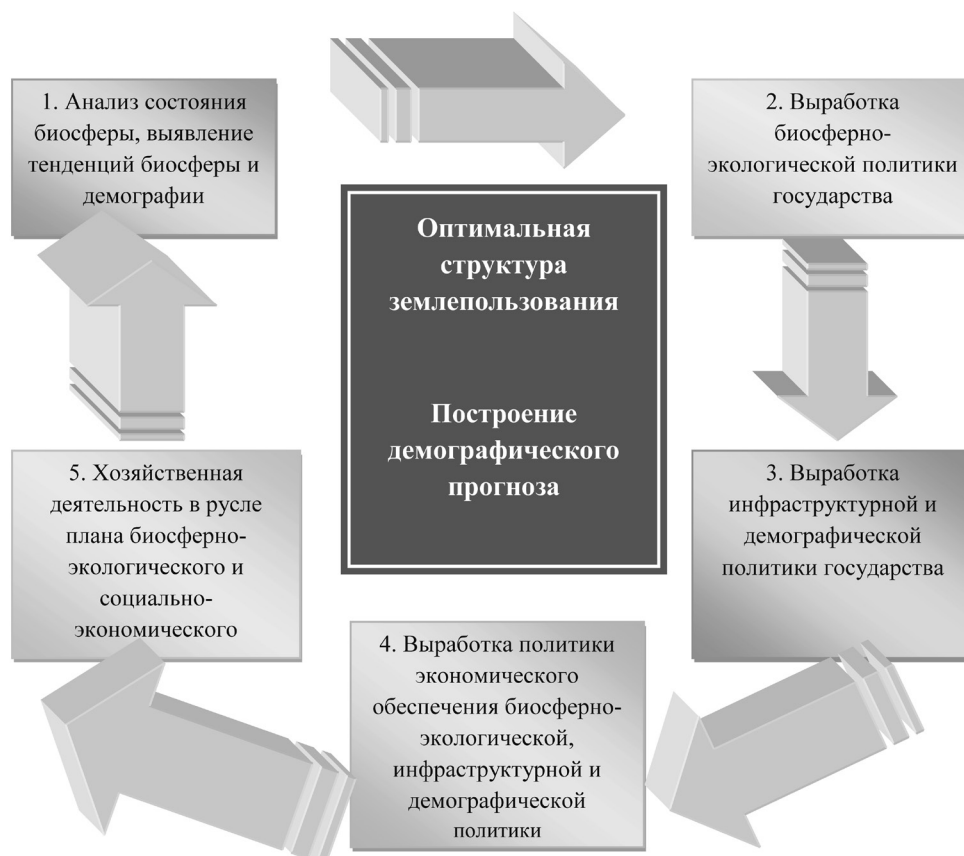 1. Анализ состояния
биосферы, выявление
тенденций биосферы и
демографии
2. Выработка
биосферно-
экологической политики
государства
Оптимальная
структура
землепользования
Построение
демографического
прогноза
3. Выработка
инфраструктурной и
демографической
политики государства
4. Выработка политики
экономического
обеспечения биосферно-
экологической,
инфраструктурной и
демографической
политики
5. Хозяйственная
деятельность в русле
плана биосферно-
экологического и
социально-
экономического